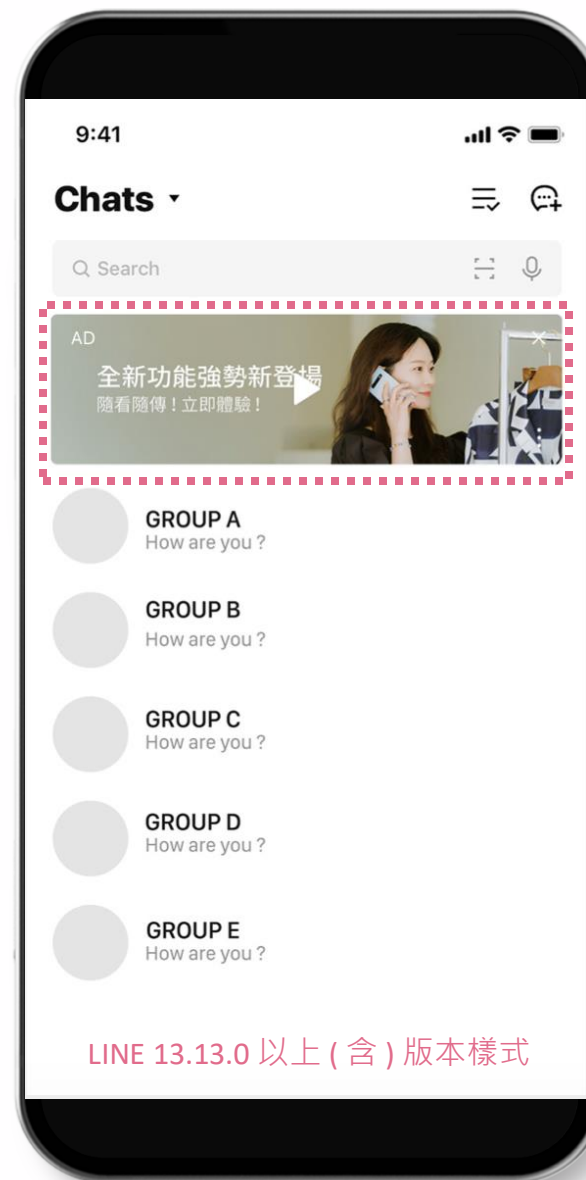 9:41
Chats
Search
AD
全新功能強勢新登場
隨看隨傳！立即體驗！
GROUP A
How are you ?
GROUP B
How are you ?
GROUP C
How are you ?
GROUP D
How are you ?
GROUP E
How are you ?
LINE 13.13.0 以上 ( 含 ) 版本樣式